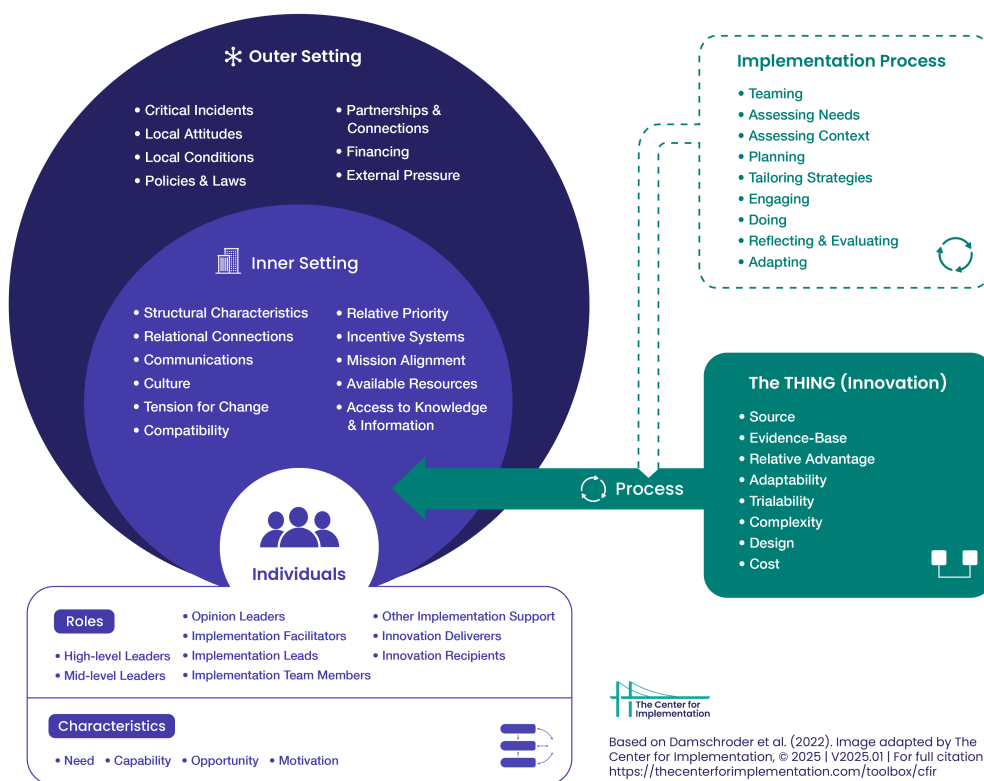 Outer Setting
• Critical Incidents
• Local Attitudes
• Local Conditions
• Policies & Laws
• Partnerships &
Connections
• Financing
• External Pressure
Inner Setting
• Structural Characteristics
• Relational Connections
• Communications
• Culture
• Tension for Change
• Compatibility
• Relative Priority
• Incentive Systems
• Mission Alignment
• Available Resources
• Access to Knowledge
& Information
Individuals
Roles
• High-level Leaders
• Mid-level Leaders
• Opinion Leaders
• Implementation Facilitators
• Implementation Leads
• Implementation Team Members
• Other Implementation Support
• Innovation Deliverers
• Innovation Recipients
Characteristics
• Need • Capability • Opportunity • Motivation
Implementation Process
• Teaming
• Assessing Needs
• Assessing Context
• Planning
• Tailoring Strategies
• Engaging
• Doing
• Reflecting & Evaluating
• Adapting
Process
The THING (Innovation)
• Source
• Evidence-Base
• Relative Advantage
• Adaptability
• Trialability
• Complexity
• Design
• Cost
The Center for
Implementation
Based on Damschroder et al. (2022). Image adapted by The
Center for Implementation, © 2025 | V2025.01 | For full citation
https://thecenterforimplementation.com/toolbox/cfir